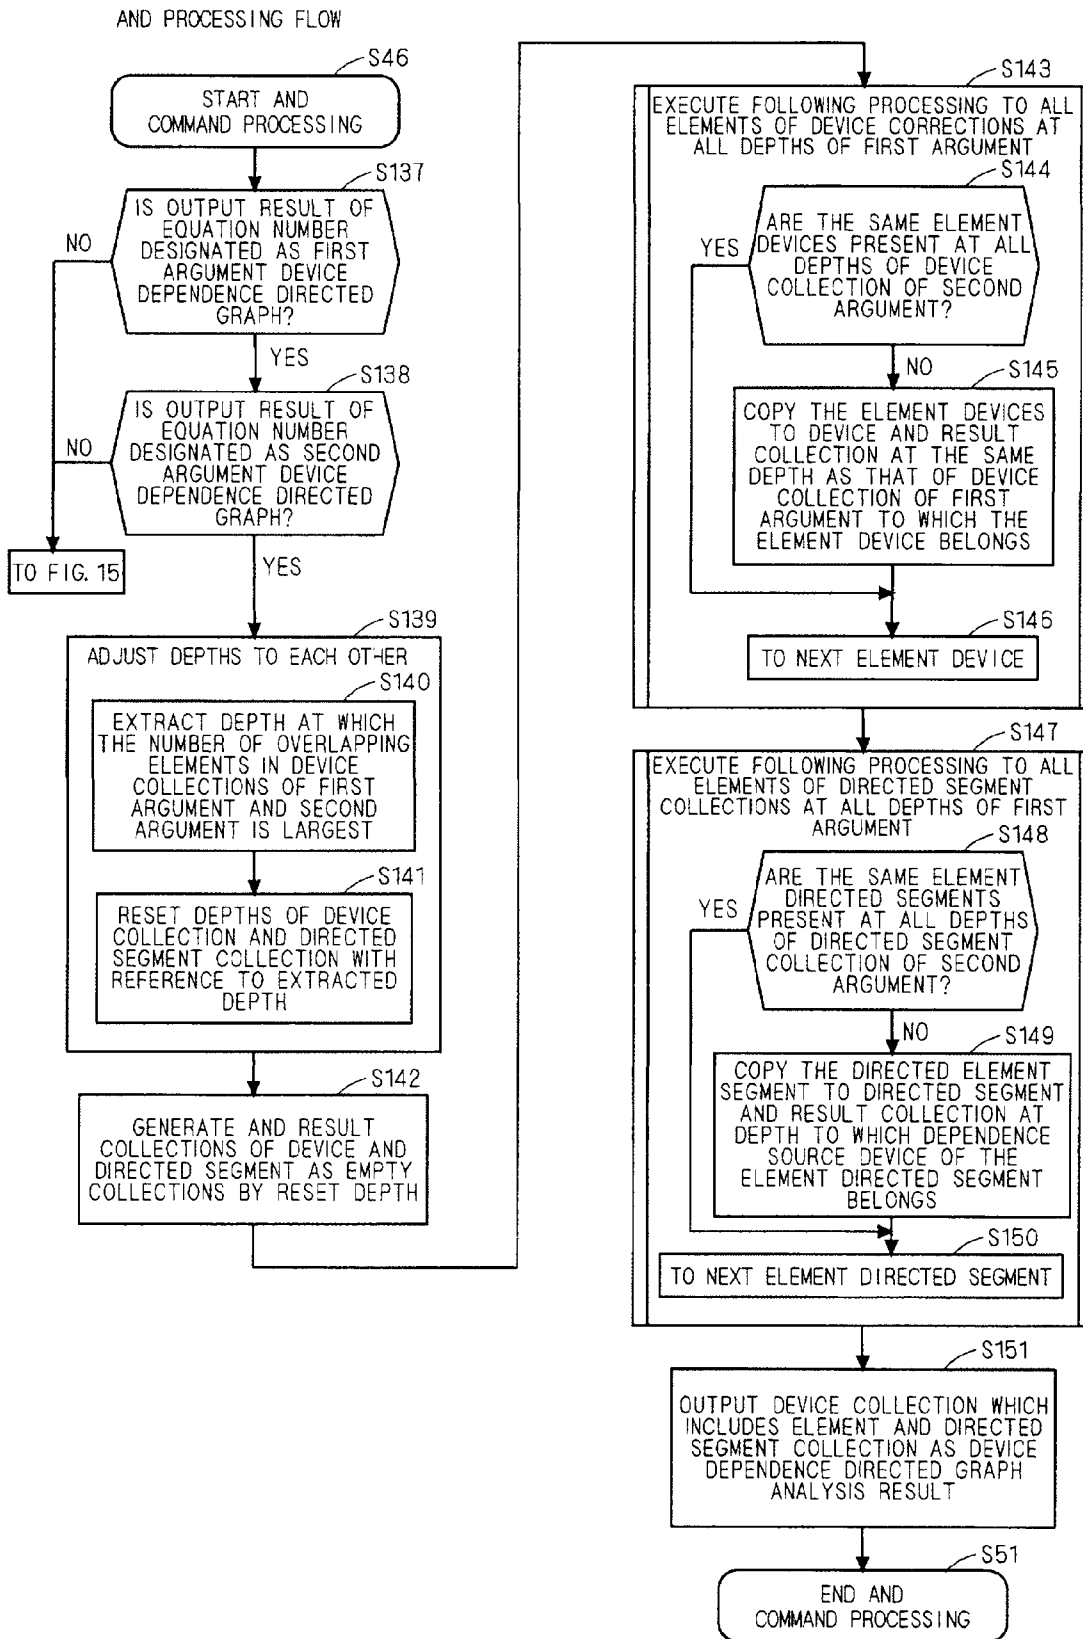 AND PROCESSING FLOW
S46
START AND
COMMAND PROCESSING
S137
IS OUTPUT RESULT OF
EQUATION NUMBER
DESIGNATED AS FIRST
ARGUMENT DEVICE
DEPENDENCE DIRECTED
GRAPH?
NO
YES
S138
IS OUTPUT RESULT OF
EQUATION NUMBER
DESIGNATED AS SECOND
ARGUMENT DEVICE
DEPENDENCE DIRECTED
GRAPH?
NO
TO FIG. 15
YES
S139
ADJUST DEPTHS TO EACH OTHER
S140
EXTRACT DEPTH AT WHICH
THE NUMBER OF OVERLAPPING
ELEMENTS IN DEVICE
COLLECTIONS OF FIRST
ARGUMENT AND SECOND
ARGUMENT IS LARGEST
S141
RESET DEPTHS OF DEVICE
COLLECTION AND DIRECTED
SEGMENT COLLECTION WITH
REFERENCE TO EXTRACTED
DEPTH
S142
GENERATE AND RESULT
COLLECTIONS OF DEVICE AND
DIRECTED SEGMENT AS EMPTY
COLLECTIONS BY RESET DEPTH
S143
EXECUTE FOLLOWING PROCESSING TO ALL
ELEMENTS OF DEVICE CORRECTIONS AT
ALL DEPTHS OF FIRST ARGUMENT
S144
ARE THE SAME ELEMENT
DEVICES PRESENT AT ALL
DEPTHS OF DEVICE
COLLECTION OF SECOND
ARGUMENT?
YES
NO
S145
COPY THE ELEMENT DEVICES
TO DEVICE AND RESULT
COLLECTION AT THE SAME
DEPTH AS THAT OF DEVICE
COLLECTION OF FIRST
ARGUMENT TO WHICH THE
ELEMENT DEVICE BELONGS
S146
TO NEXT ELEMENT DEVICE
S147
EXECUTE FOLLOWING PROCESSING TO ALL
ELEMENTS OF DIRECTED SEGMENT
COLLECTIONS AT ALL DEPTHS OF FIRST
ARGUMENT
S148
ARE THE SAME ELEMENT
DIRECTED SEGMENTS
PRESENT AT ALL DEPTHS
OF DIRECTED SEGMENT
COLLECTION OF SECOND
ARGUMENT?
YES
NO
S149
COPY THE DIRECTED ELEMENT
SEGMENT TO DIRECTED SEGMENT
AND RESULT COLLECTION AT
DEPTH TO WHICH DEPENDENCE
SOURCE DEVICE OF THE
ELEMENT DIRECTED SEGMENT
BELONGS
S150
TO NEXT ELEMENT DIRECTED SEGMENT
S151
OUTPUT DEVICE COLLECTION WHICH
INCLUDES ELEMENT AND DIRECTED
SEGMENT COLLECTION AS DEVICE
DEPENDENCE DIRECTED GRAPH
ANALYSIS RESULT
S51
END AND
COMMAND PROCESSING